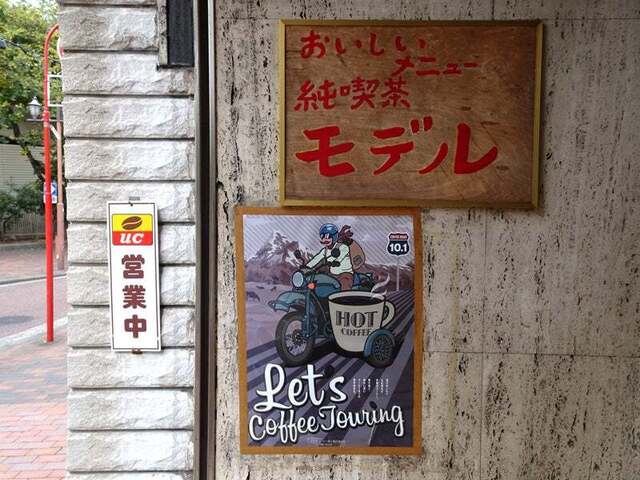 おいしい
メニュー
純喫茶
モデル
UC
営業中
10.1
HOT
COFFEE
Let's
Coffee Touring